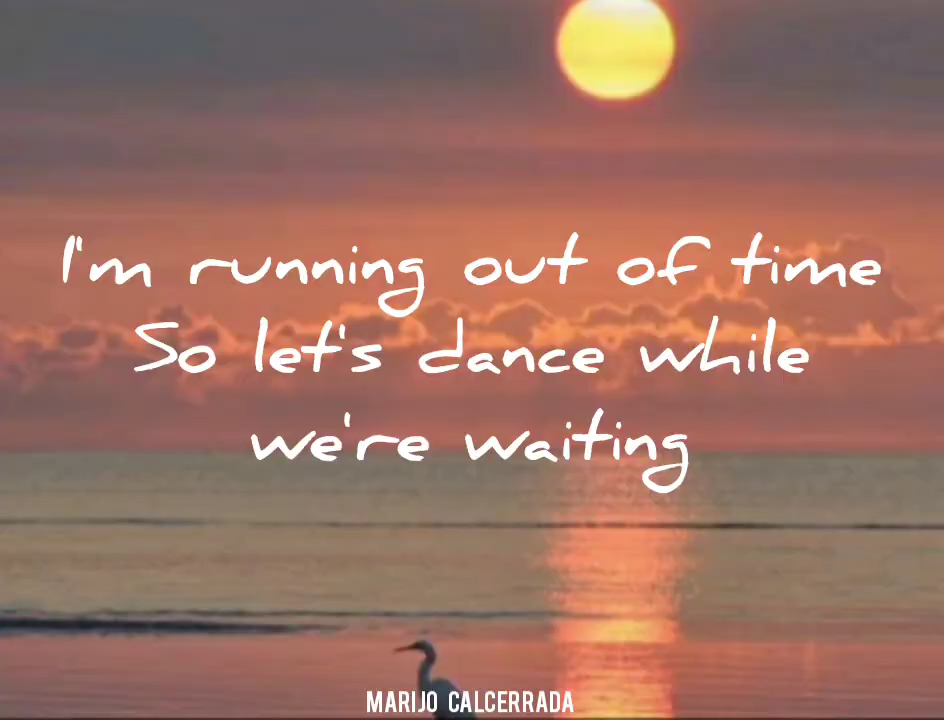 I'm running out of time
So let's dance while
we're waiting
MARIJO CALCERRADA